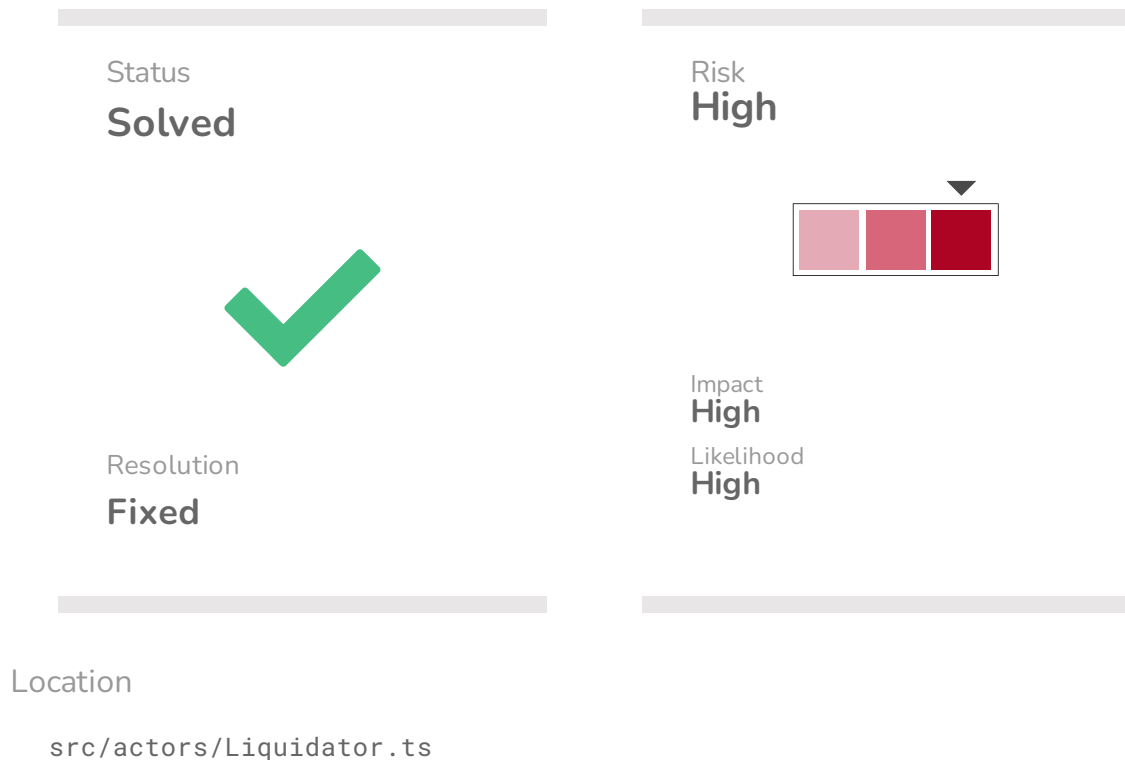 Status
Solved
Resolution
Fixed
Risk
High
Impact
High
Likelihood
High
Location
src/actors/Liquidator.ts